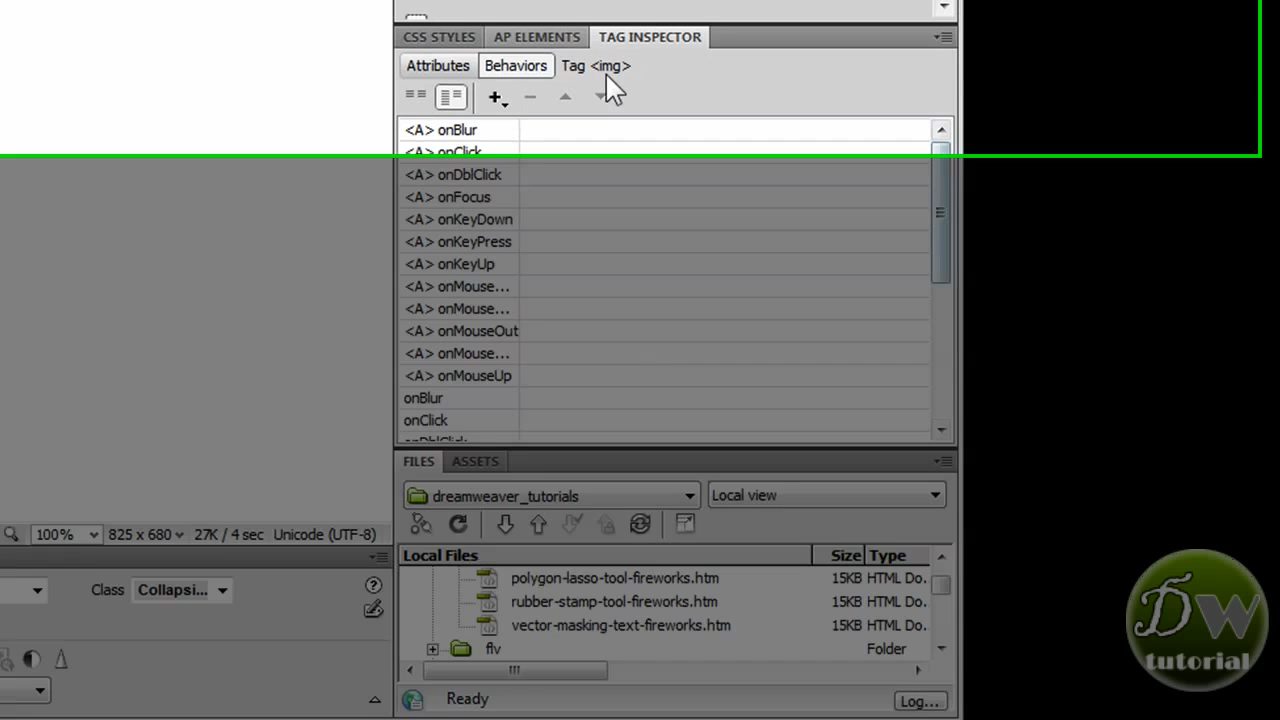 CSS STYLES AP ELEMENTS TAG INSPECTOR
Attributes Behaviors Tag <img>
<A> onBlur
<A> onClick
<A> onDblClick
<A> onFocus
<A> onKeyDown
<A> onKeyPress
<A> onKeyUp
<A> onMouse...
<A> onMouse...
<A> onMouseOut
<A> onMouse...
<A> onMouseUp
onBlur
onClick
onDblClick
FILES ASSETS
dreamweaver_tutorials Local view
100% 825 x 680 27K / 4 sec Unicode (UTF-8)
Local Files Size Type
polygon-lasso-tool-fireworks.htm 15KB HTML Do.
Class Collapsi...
rubber-stamp-tool-fireworks.htm 15KB HTML Do.
vector-masking-text-fireworks.htm 15KB HTML Do.
flv Folder
Ready Log...
DW
tutorial